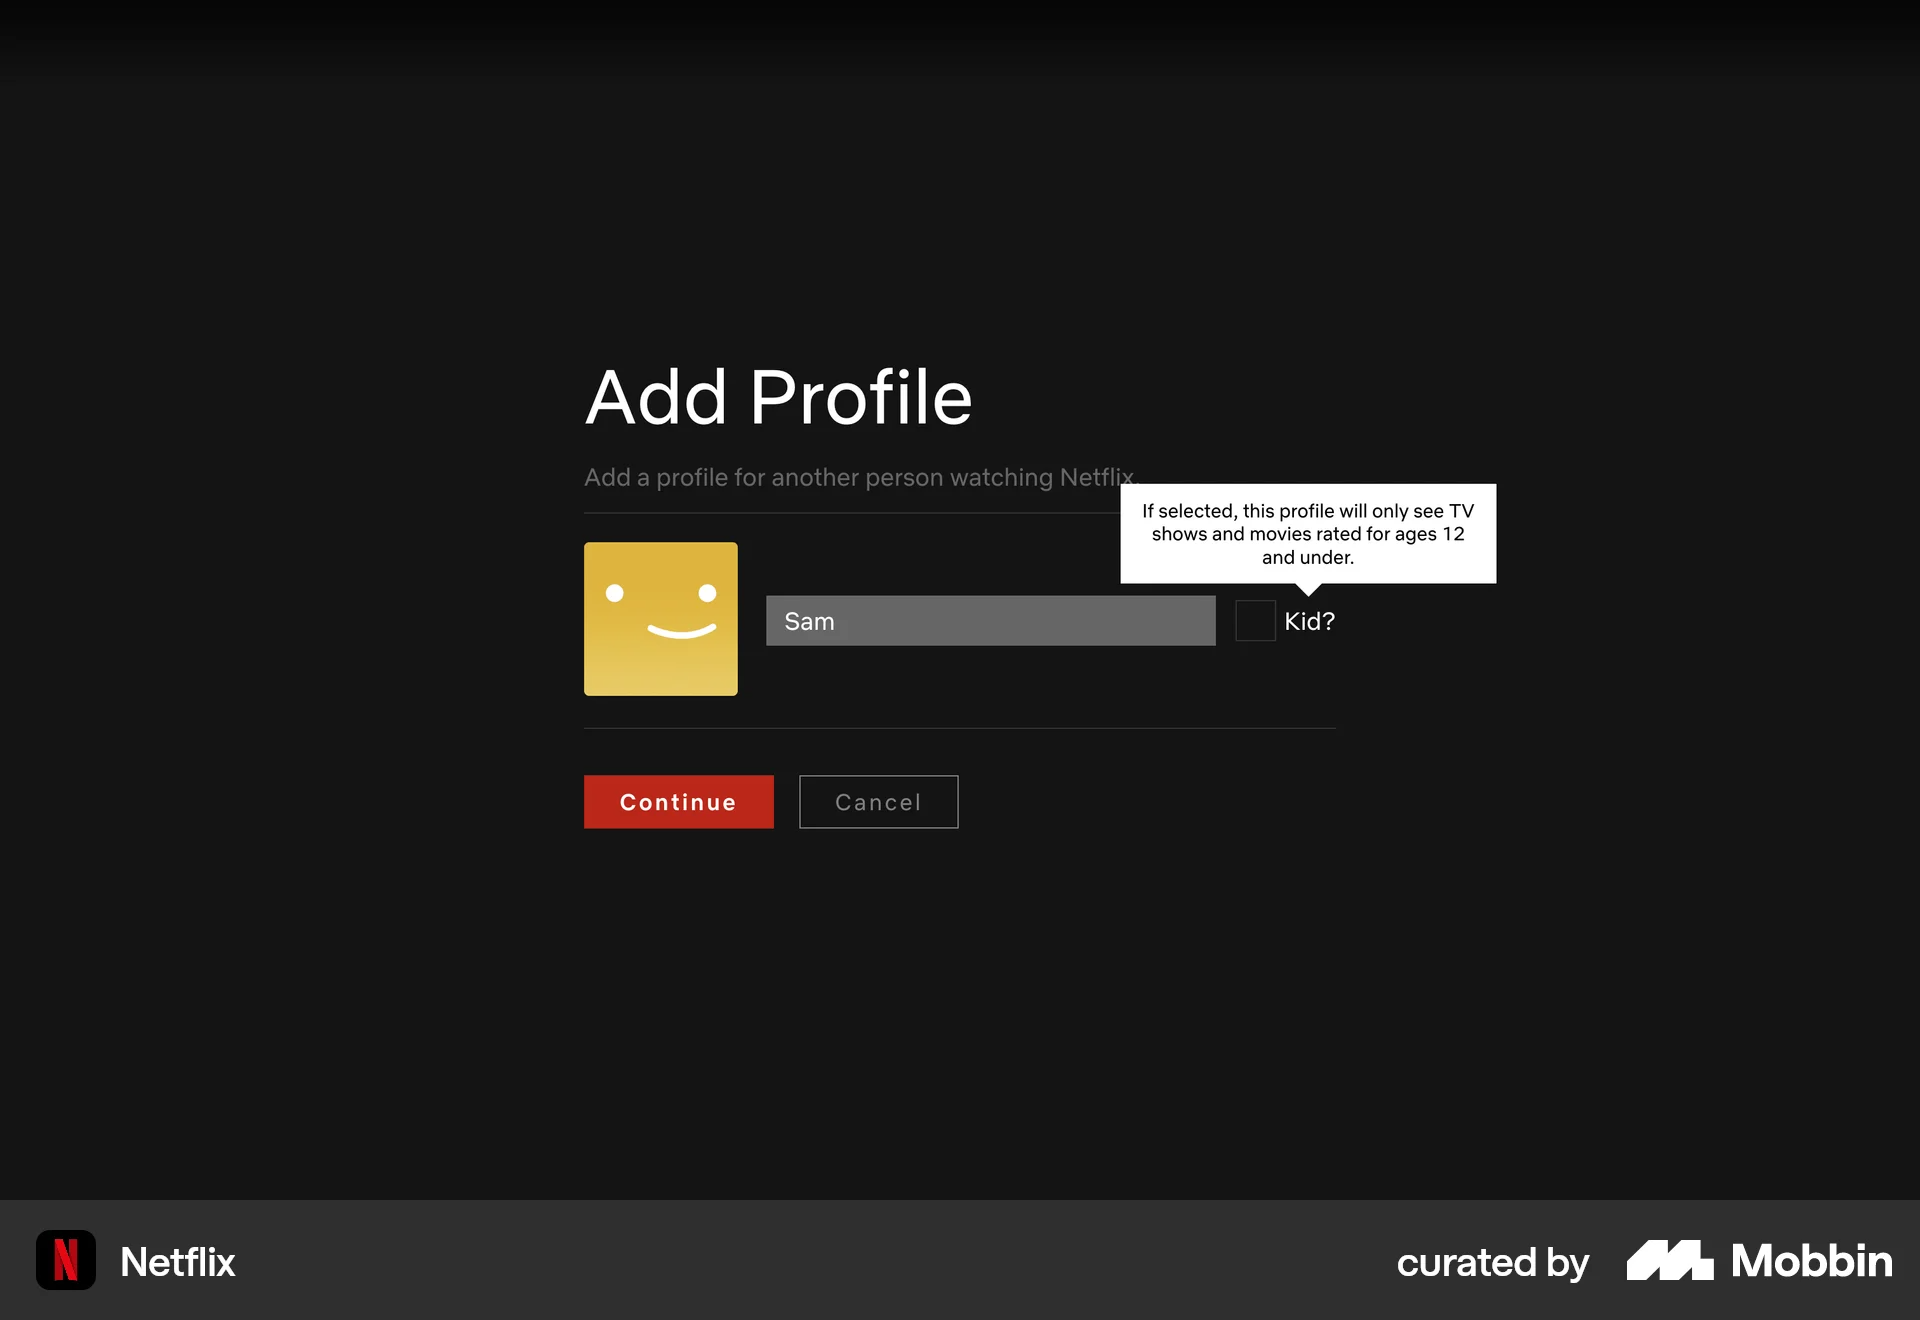 Add Profile
Add a profile for another person watching Netflix.
If selected, this profile will only see TV
shows and movies rated for ages 12
and under.
Sam
Kid?
Continue
Cancel
Netflix
curated by
Mobbin